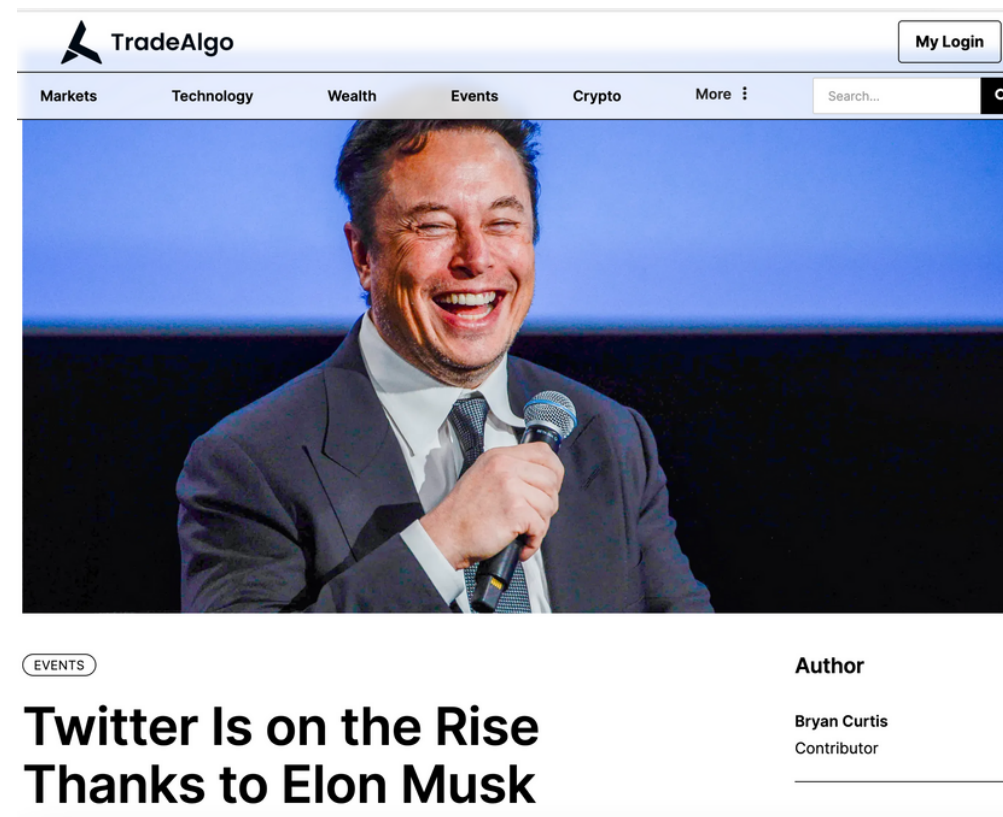 TradeAlgo
My Login
Markets Technology Wealth Events Crypto More Search...
EVENTS
Twitter Is on the Rise
Thanks to Elon Musk
Author
Bryan Curtis
Contributor